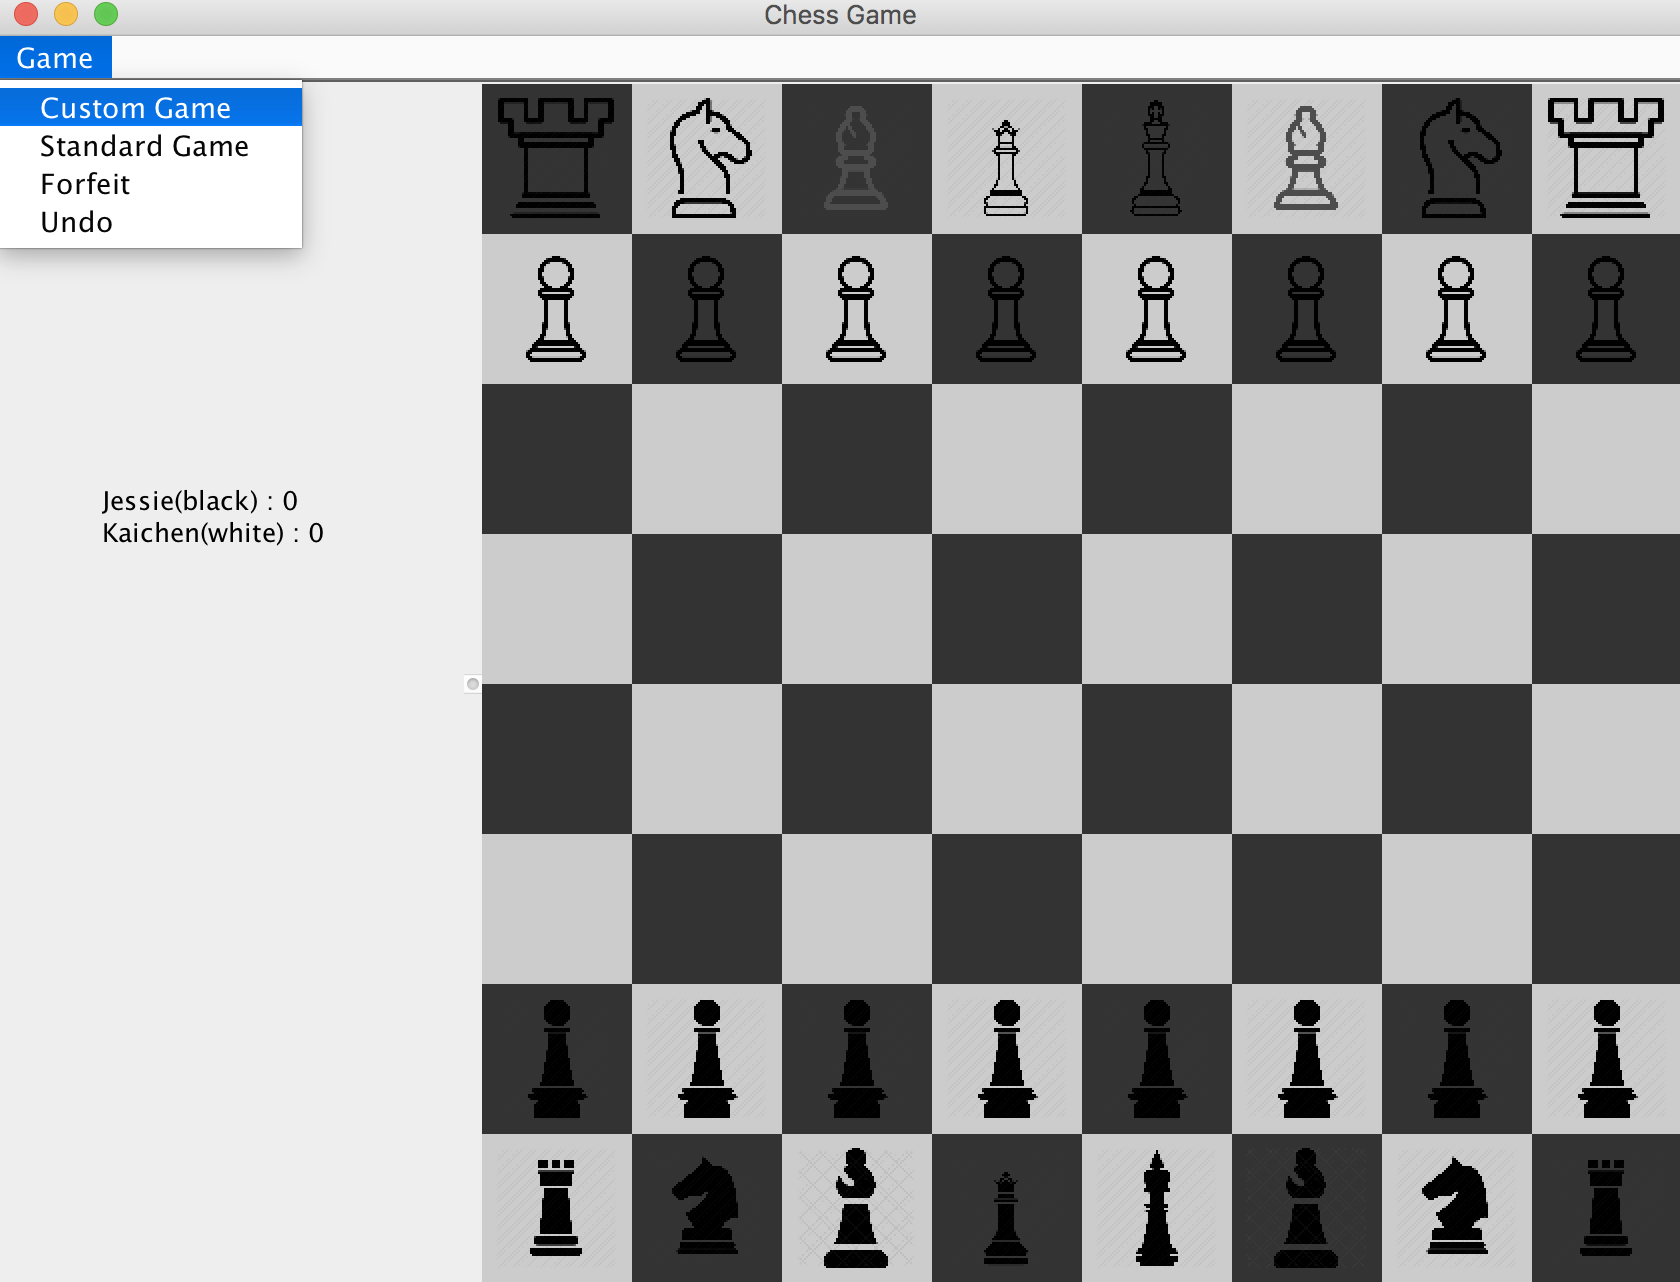 Chess Game
Game
Custom Game
Standard Game
Forfeit
Undo
Jessie(black) : 0
Kaichen(white) : 0